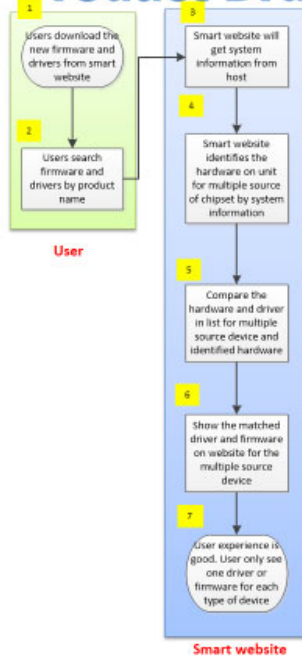 1
Users download the
new firmware and
drivers from smart
website
2
Users search
firmware and
drivers by product
name
User
3
Smart website will
get system
information from
host
4
Smart website
identifies the
hardware on unit
for multiple source
of chipset by system
information
5
Compare the
hardware and driver
in list for multiple
source device and
identified hardware
6
Show the matched
driver and firmware
on website for the
multiple source
device
7
User experience is
good. User only see
one driver or
firmware for each
type of device
Smart website